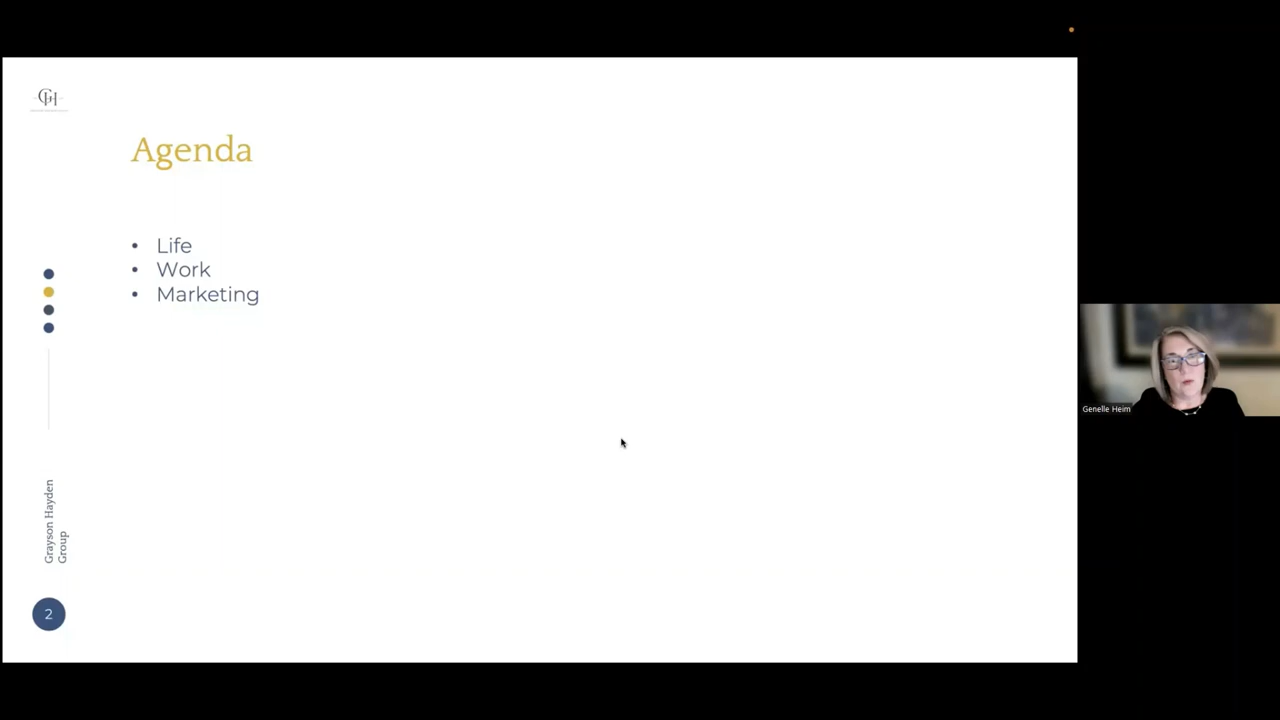 GH
Agenda
• Life
• Work
• Marketing
Genelle Heim
Grayson Hayden
Group
2